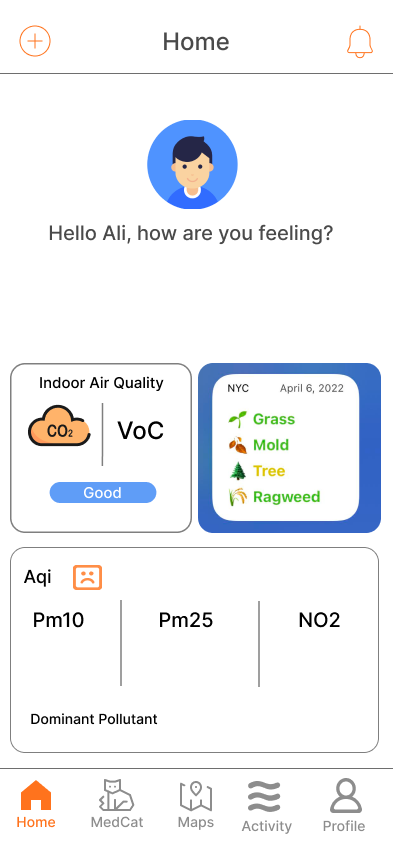 Home
Hello Ali, how are you feeling?
Indoor Air Quality
CO₂
VoC
Good
NYC April 6, 2022
Grass
Mold
Tree
Ragweed
Aqi
Pm10 Pm25 NO2
Dominant Pollutant
Home MedCat Maps Activity Profile